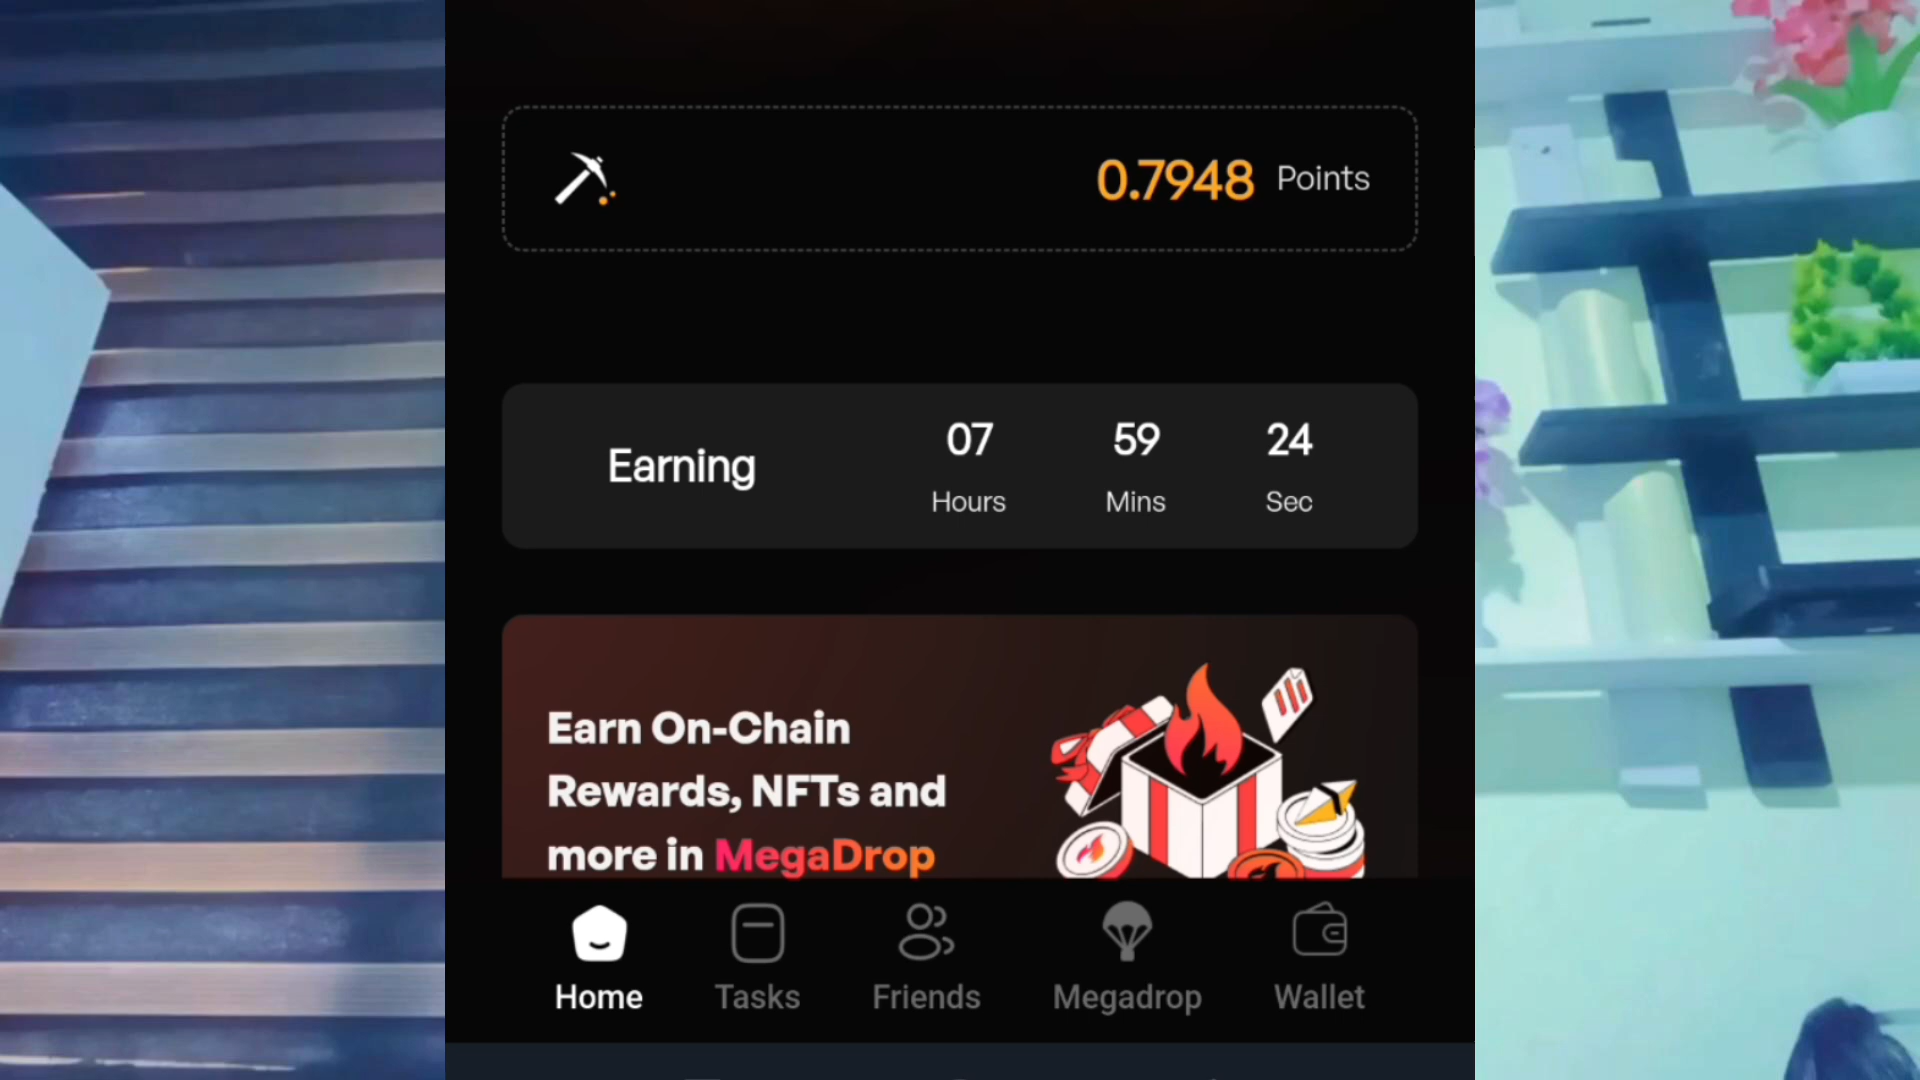 0.7948 Points
Earning
07 59 24
Hours Mins Sec
Earn On-Chain
Rewards, NFTs and
more in MegaDrop
Home Tasks Friends Megadrop Wallet